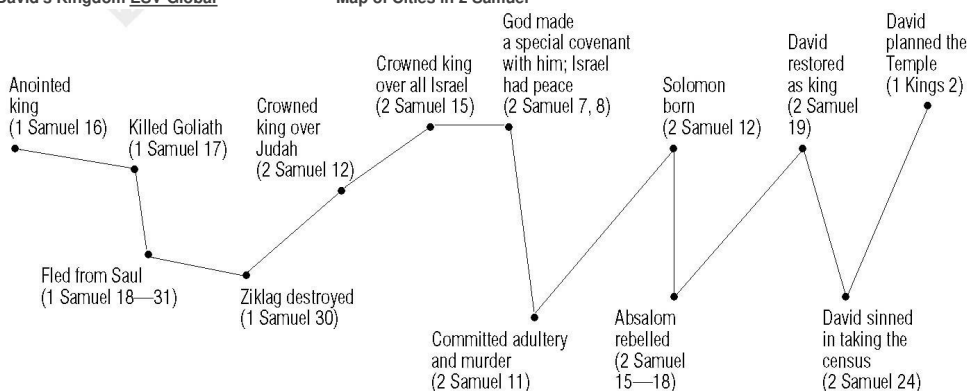 David's Kingdom ESV Global
Map of Cities in 2 Samuel
Anointed
king
(1 Samuel 16)
Killed Goliath
(1 Samuel 17)
Fled from Saul
(1 Samuel 18—31)
Ziklag destroyed
(1 Samuel 30)
Crowned
king over
Judah
(2 Samuel 12)
Crowned king
over all Israel
(2 Samuel 15)
God made
a special covenant
with him; Israel
had peace
(2 Samuel 7, 8)
Committed adultery
and murder
(2 Samuel 11)
Solomon
born
(2 Samuel 12)
Absalom
rebelled
(2 Samuel
15—18)
David
restored
as king
(2 Samuel
19)
David sinned
in taking the
census
(2 Samuel 24)
David
planned the
Temple
(1 Kings 2)